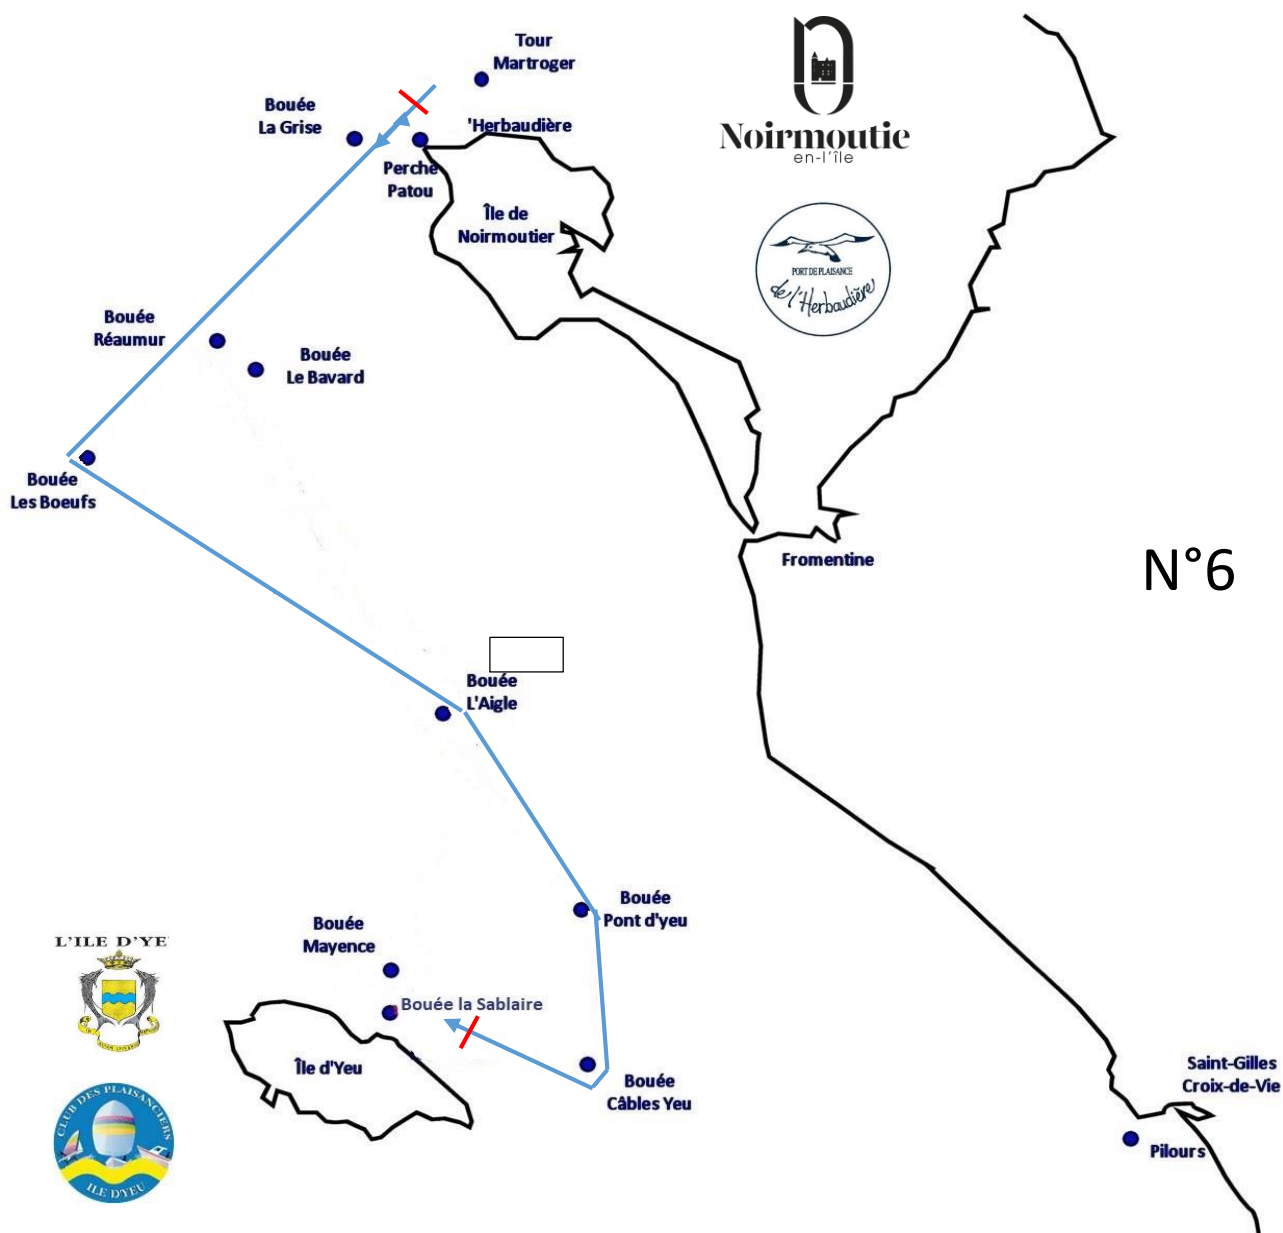 Tour
Martroger
Bouée
La Grise
'Herbaudière
Perche
Patou
Île de
Noirmoutier
Noirmoutie
en-l'île
PORT DE PLAISANCE
de l'Herbaudière
Bouée
Réaumur
Bouée
Le Bavard
Bouée
Les Boeufs
Fromentine
N°6
Bouée
L'Aigle
Bouée
Pont d'yeu
Bouée
Mayence
Bouée la Sablaire
L'ILE D'YE
Île d'Yeu
Bouée
Câbles Yeu
Saint-Gilles
Croix-de-Vie
Pilours
CLUB DES PLAISANCIERS
ILE D'YEU